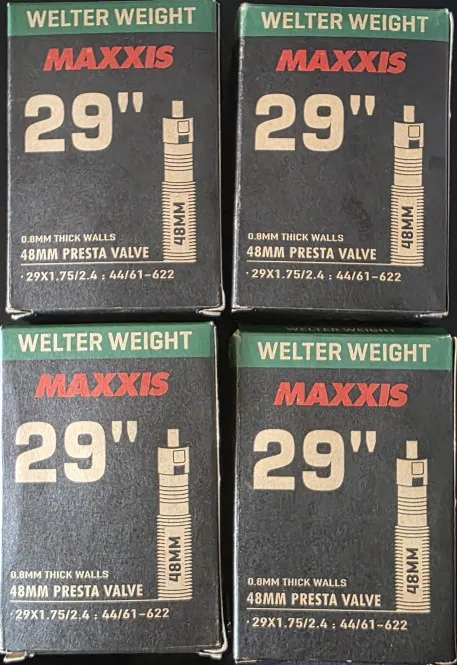 WELTER WEIGHT
MAXXIS
29"
48MM
0.8MM THICK WALLS
48MM PRESTA VALVE
·29X1.75/2.4 : 44/61-622
WELTER WEIGHT
MAXXIS
29"
48MM
0.8MM THICK WALLS
48MM PRESTA VALVE
·29X1.75/2.4 : 44/61-622
WELTER WEIGHT
MAXXIS
29"
48MM
0.8MM THICK WALLS
48MM PRESTA VALVE
·29X1.75/2.4 : 44/61-622
WELTER WEIGHT
WELTER WEIGHT
MAXXIS
29"
48MM
0.8MM THICK WALLS
48MM PRESTA VALVE
·29X1.75/2.4 : 44/61-622